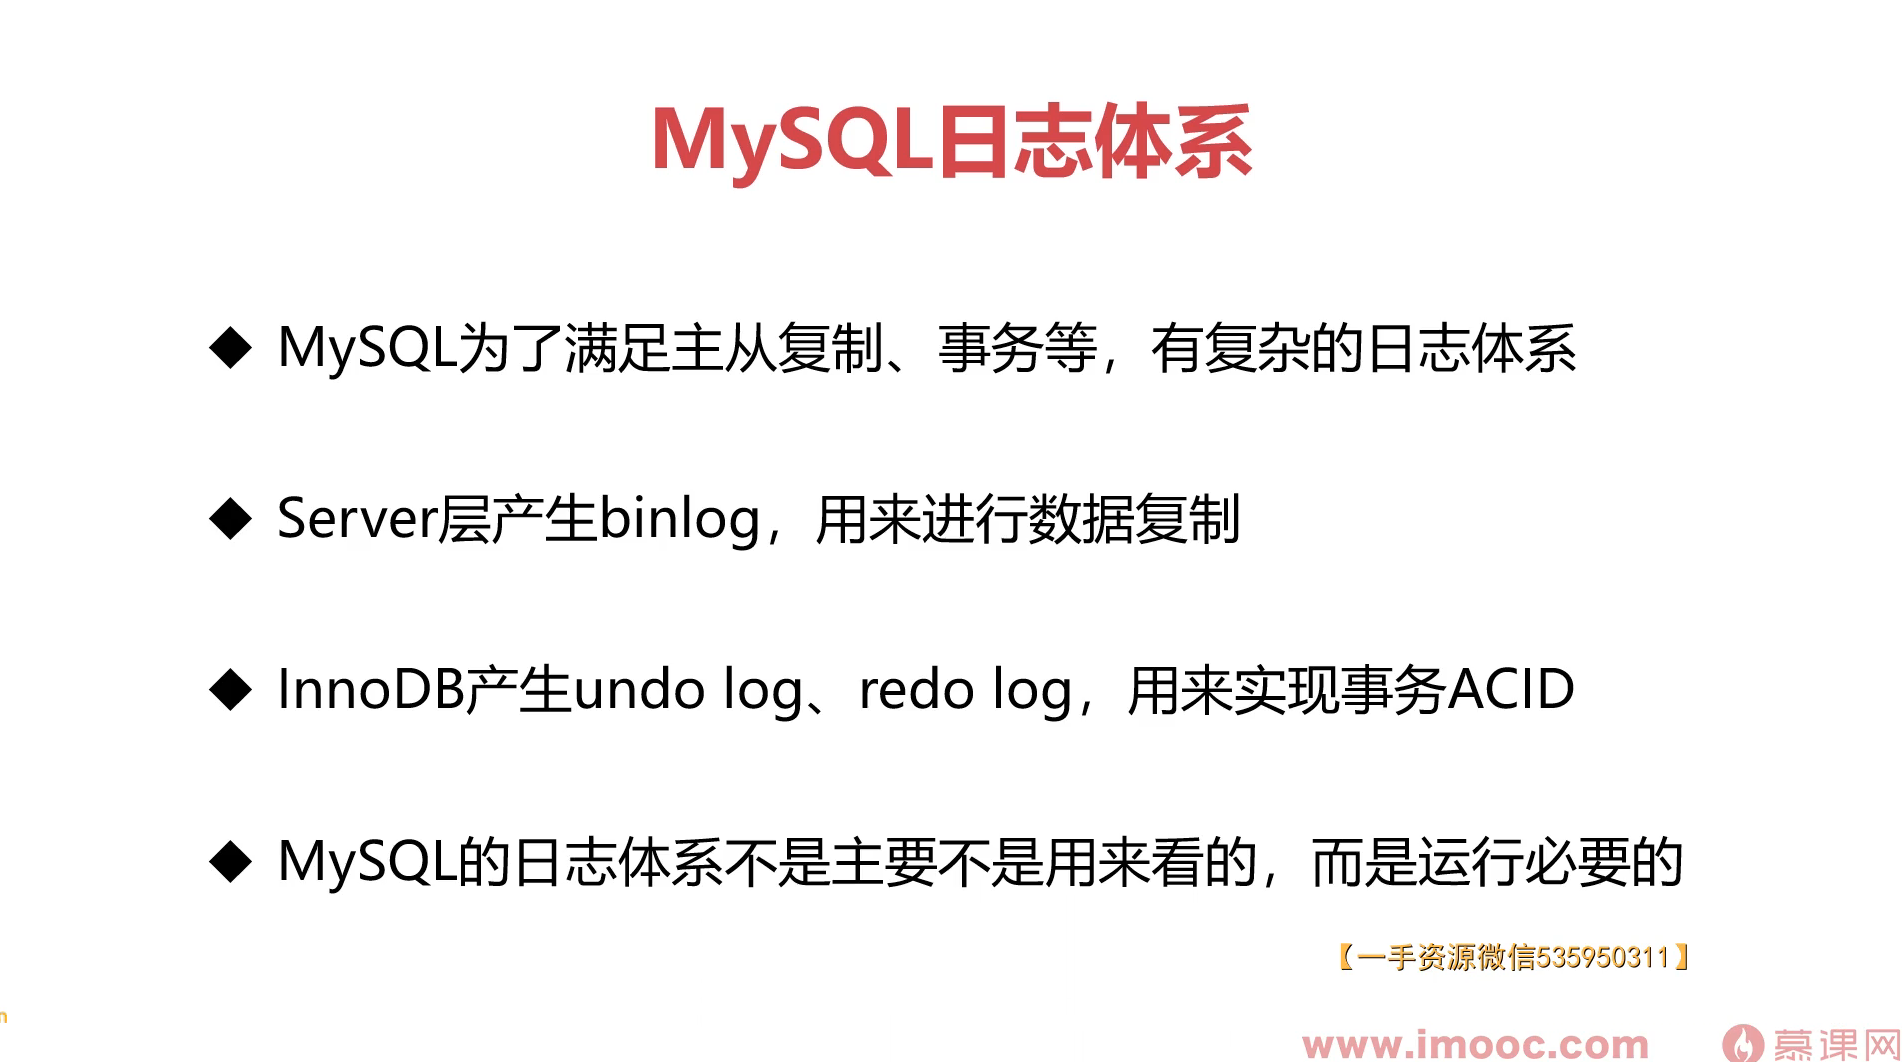 MySQL日志体系
◆ MySQL为了满足主从复制、事务等，有复杂的日志体系
◆ Server层产生binlog，用来进行数据复制
◆ InnoDB产生undo log、redo log，用来实现事务ACID
◆ MySQL的日志体系不是主要不是用来看的，而是运行必要的
【一手资源微信535950311】
n
www.imooc.com 慕课网